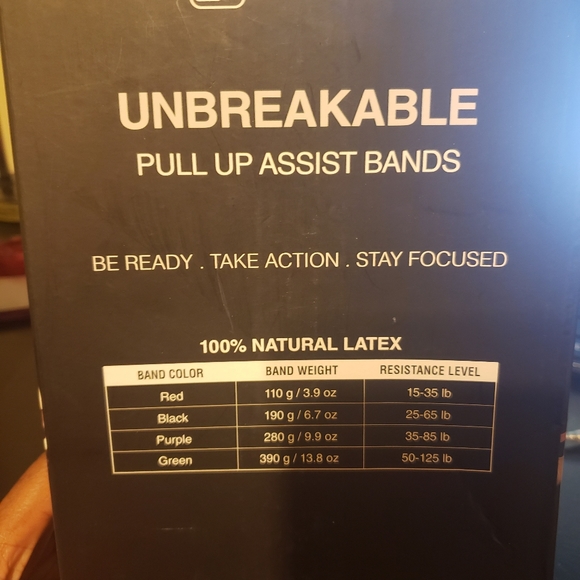 UNBREAKABLE
PULL UP ASSIST BANDS
BE READY . TAKE ACTION . STAY FOCUSED
100% NATURAL LATEX
BAND COLOR BAND WEIGHT RESISTANCE LEVEL
Red 110 g / 3.9 oz 15-35 lb
Black 190 g / 6.7 oz 25-65 lb
Purple 280 g / 9.9 oz 35-85 lb
Green 390 g / 13.8 oz 50-125 lb